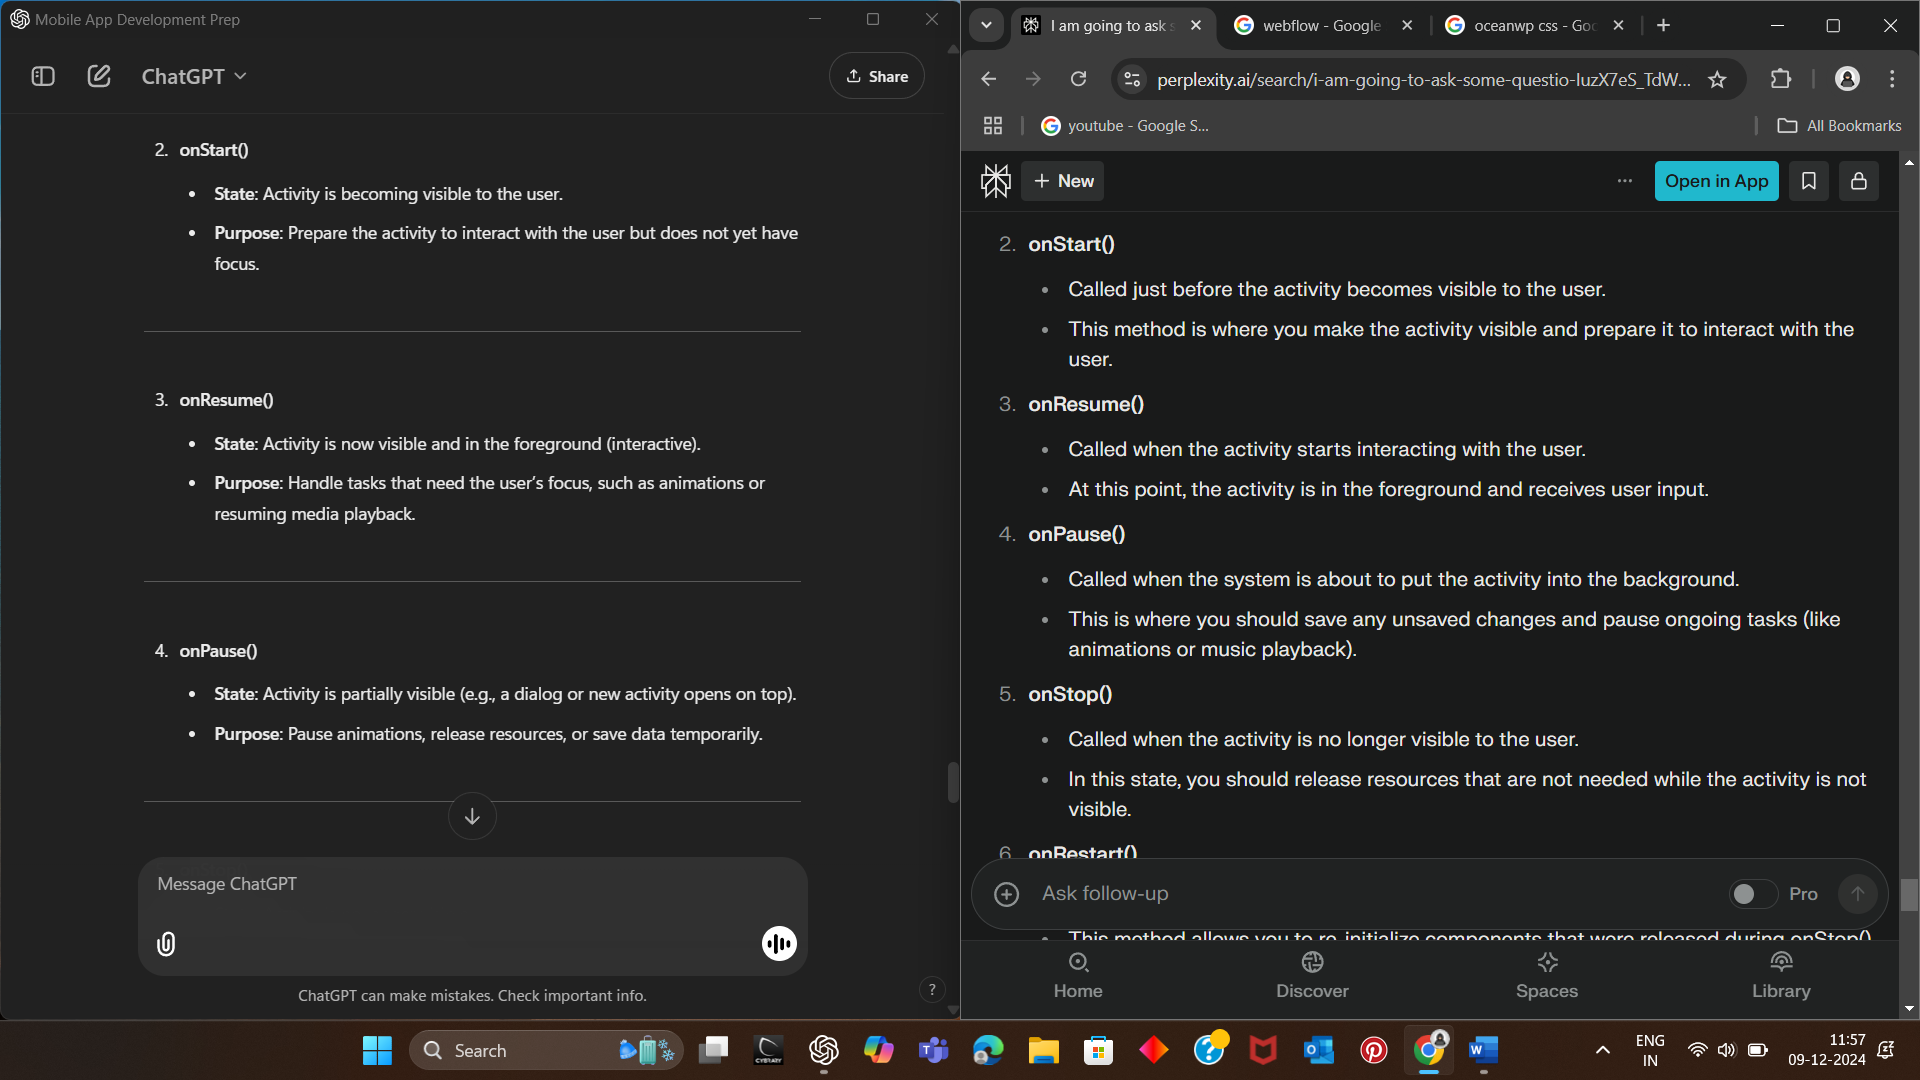 Mobile App Development Prep
ChatGPT
Share
2. onStart()
• State: Activity is becoming visible to the user.
• Purpose: Prepare the activity to interact with the user but does not yet have
focus.
3. onResume()
• State: Activity is now visible and in the foreground (interactive).
• Purpose: Handle tasks that need the user’s focus, such as animations or
resuming media playback.
4. onPause()
• State: Activity is partially visible (e.g., a dialog or new activity opens on top).
• Purpose: Pause animations, release resources, or save data temporarily.
Message ChatGPT
ChatGPT can make mistakes. Check important info.
?
I am going to ask s
webflow - Google
oceanwp css - Goo
perplexity.ai/search/i-am-going-to-ask-some-questio-luzX7eS_TdW...
youtube - Google S...
All Bookmarks
+ New
Open in App
2. onStart()
• Called just before the activity becomes visible to the user.
• This method is where you make the activity visible and prepare it to interact with the
user.
3. onResume()
• Called when the activity starts interacting with the user.
• At this point, the activity is in the foreground and receives user input.
4. onPause()
• Called when the system is about to put the activity into the background.
• This is where you should save any unsaved changes and pause ongoing tasks (like
animations or music playback).
5. onStop()
• Called when the activity is no longer visible to the user.
• In this state, you should release resources that are not needed while the activity is not
visible.
6. onRestart()
Ask follow-up
Pro
• This method allows you to re-initialize components that were released during onStop()
Home
Discover
Spaces
Library
Search
CYBRARY
ENG
IN
11:57
09-12-2024